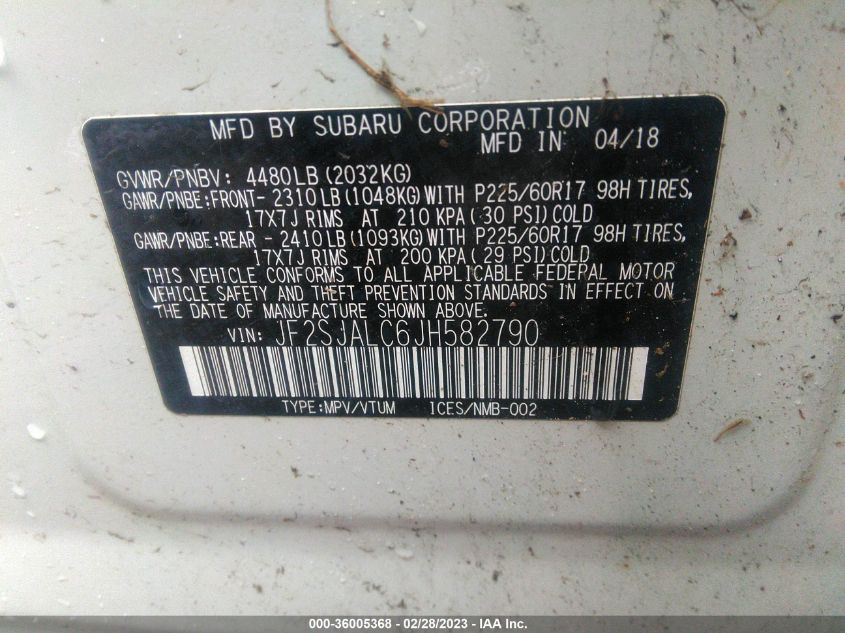 MFD BY SUBARU CORPORATION
MFD IN 04/18
GVWR/PNBV: 4480LB(2032KG)
GAWR/PNBE:FRONT- 2310LB(1048KG)WITH P225/60R17 98H TIRES,
17X7J RIMS AT 210 KPA( 30 PSI)COLD
GAWR/PNBE:REAR - 2410LB(1093KG)WITH P225/60R17 98H TIRES,
17X7J RIMS AT 200 KPA( 29 PSI)COLD
THIS VEHICLE CONFORMS TO ALL APPLICABLE FEDERAL MOTOR
VEHICLE SAFETY AND THEFT PREVENTION STANDARDS IN EFFECT ON
THE DATE OF MANUFACTURE SHOWN ABOVE.
VIN: JF2SJALC6JH582790
TYPE:MPV/VTUM ICES/NMB-002
000-36005368 - 02/28/2023 - IAA Inc.